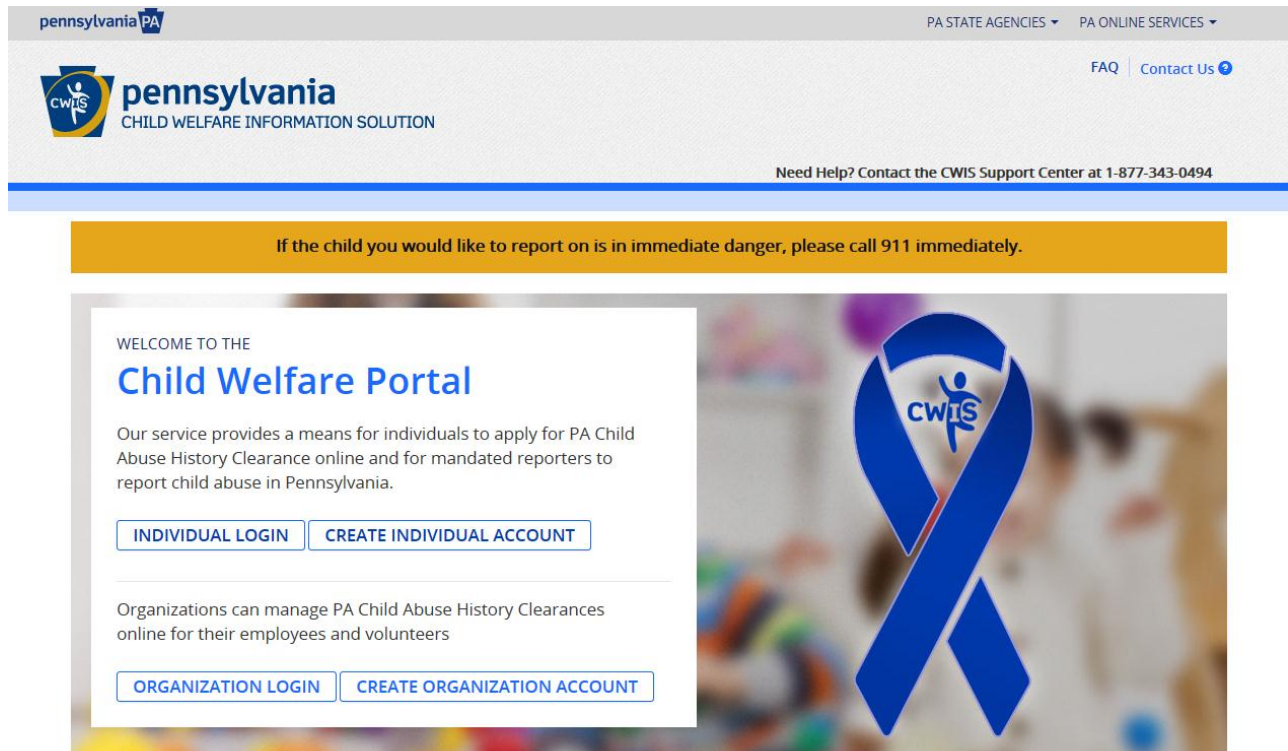 pennsylvania PA
PA STATE AGENCIES PA ONLINE SERVICES
FAQ Contact Us ?
CWIS
pennsylvania
CHILD WELFARE INFORMATION SOLUTION
Need Help? Contact the CWIS Support Center at 1-877-343-0494
If the child you would like to report on is in immediate danger, please call 911 immediately.
WELCOME TO THE
Child Welfare Portal
Our service provides a means for individuals to apply for PA Child
Abuse History Clearance online and for mandated reporters to
report child abuse in Pennsylvania.
INDIVIDUAL LOGIN CREATE INDIVIDUAL ACCOUNT
Organizations can manage PA Child Abuse History Clearances
online for their employees and volunteers
ORGANIZATION LOGIN CREATE ORGANIZATION ACCOUNT
CWIS